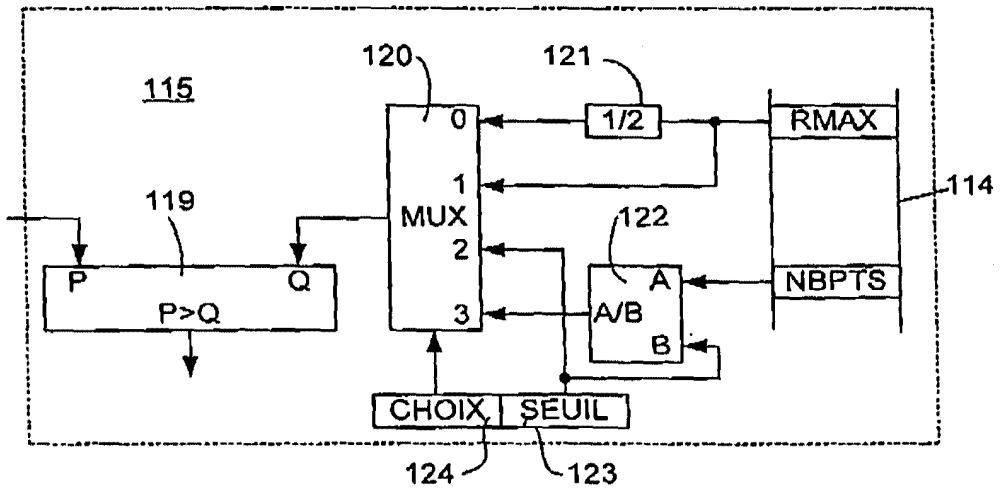 120
121
115
0
1/2
RMAX
1
114
119
MUX
122
2
P
Q
A
NBPTS
P>Q
3
A/B
B
CHOIX
SEUIL
124
123